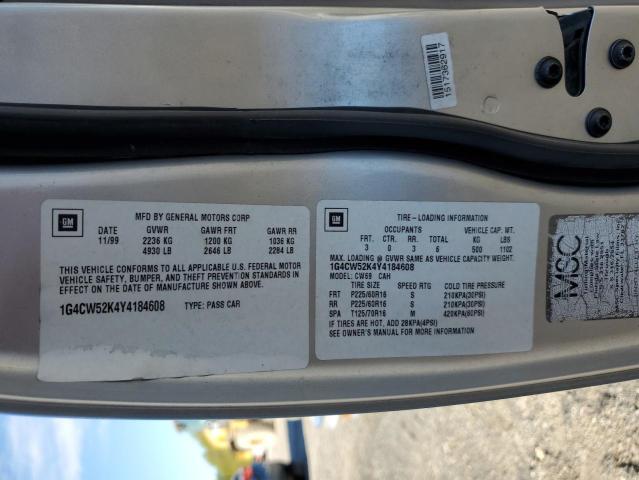 1517362917
GM
MFD BY GENERAL MOTORS CORP
DATE GVWR GAWR FRT GAWR RR
11/99 2236 KG 1200 KG 1036 KG
4930 LB 2646 LB 2284 LB
THIS VEHICLE CONFORMS TO ALL APPLICABLE U.S. FEDERAL MOTOR
VEHICLE SAFETY, BUMPER, AND THEFT PREVENTION STANDARDS IN
EFFECT ON THE DATE OF MANUFACTURE SHOWN ABOVE.
1G4CW52K4Y4184608 TYPE: PASS CAR
GM
TIRE-LOADING INFORMATION
OCCUPANTS VEHICLE CAP. WT.
FRT. CTR. RR. TOTAL KG LBS
3 0 3 6 500 1102
MAX. LOADING @ GVWR SAME AS VEHICLE CAPACITY WEIGHT
1G4CW52K4Y4184608
MODEL: CW69 CAH
TIRE SIZE SPEED RTG COLD TIRE PRESSURE
FRT P225/60R16 S 210KPA(30PSI)
RR P225/60R16 S 210KPA(30PSI)
SPA T125/70R16 M 420KPA(60PSI)
IF TIRES ARE HOT, ADD 28KPA(4PSI)
SEE OWNER'S MANUAL FOR MORE INFORMATION
MSC